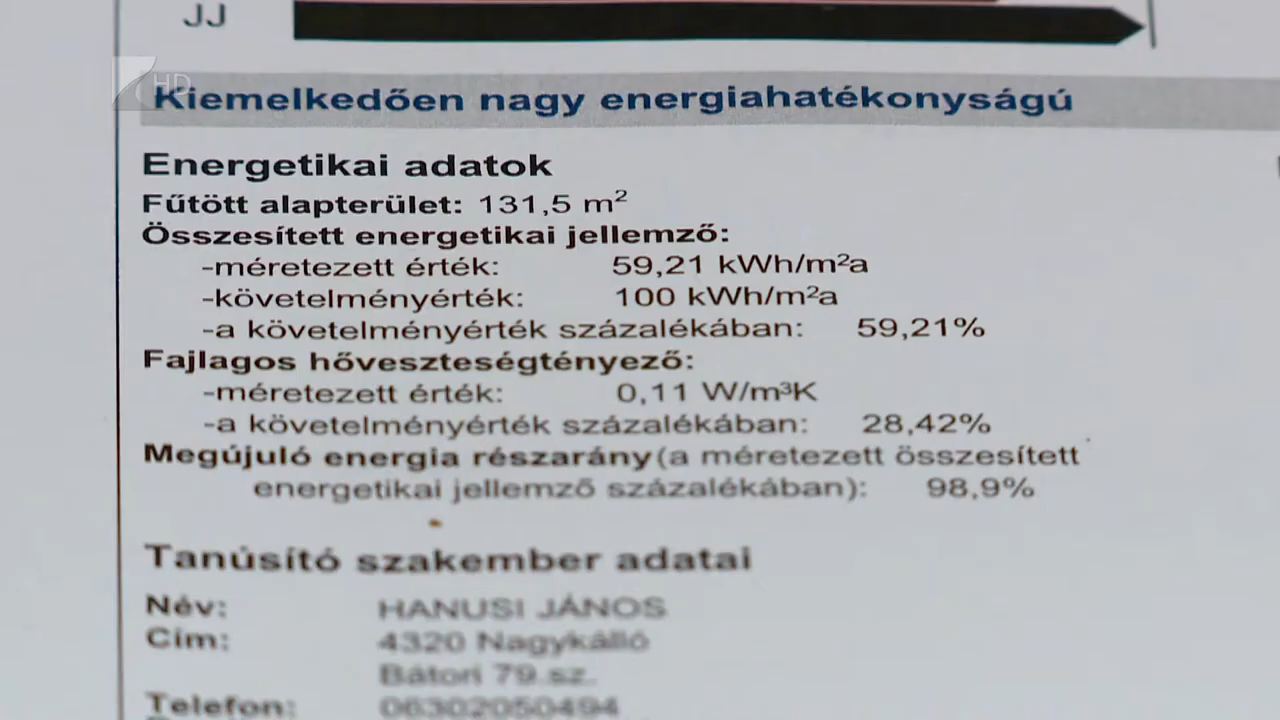 JJ
HD
Kiemelkedően nagy energiahatékonyságú
Energetikai adatok
Fűtött alapterület: 131,5 m²
Összesített energetikai jellemző:
-méretezett érték: 59,21 kWh/m²a
-követelményérték: 100 kWh/m²a
-a követelményérték százalékában: 59,21%
Fajlagos hőveszteségtényező:
-méretezett érték: 0,11 W/m³K
-a követelményérték százalékában: 28,42%
Megújuló energia részarány(a méretezett összesített
energetikai jellemző százalékában): 98,9%
Tanúsító szakember adatai
Név: HANUSI JÁNOS
Cím: 4320 Nagykálló
Bátori 79.sz.
Telefon: 06302050494